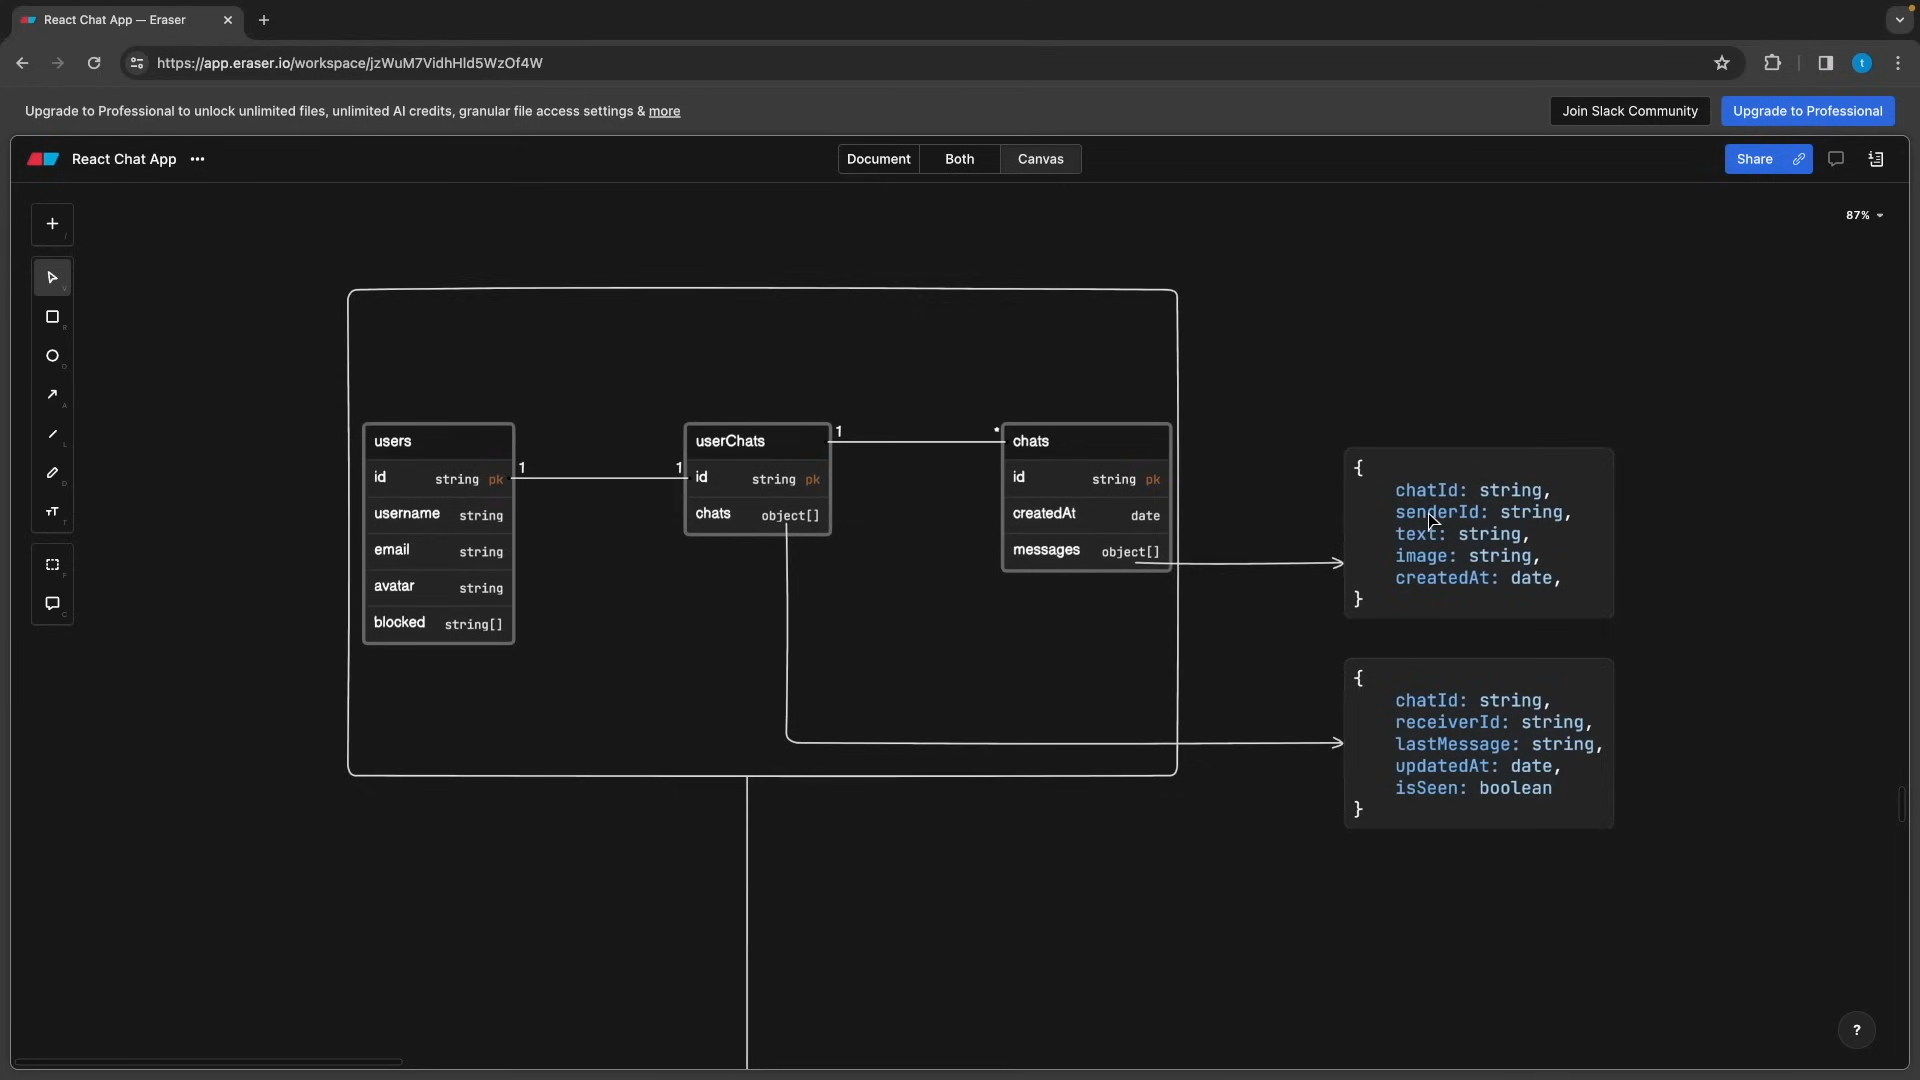 React Chat App — Eraser
https://app.eraser.io/workspace/jzWuM7VidhHld5WzOf4W
t
Upgrade to Professional to unlock unlimited files, unlimited AI credits, granular file access settings & more
Join Slack Community
Upgrade to Professional
React Chat App
Document
Both
Canvas
Share
87%
users
id string pk
username string
email string
avatar string
blocked string[]
1
1
userChats
id string pk
chats object[]
1
*
chats
id string pk
createdAt date
messages object[]
{
chatId: string,
senderId: string,
text: string,
image: string,
createdAt: date,
}
{
chatId: string,
receiverId: string,
lastMessage: string,
updatedAt: date,
isSeen: boolean
}
?